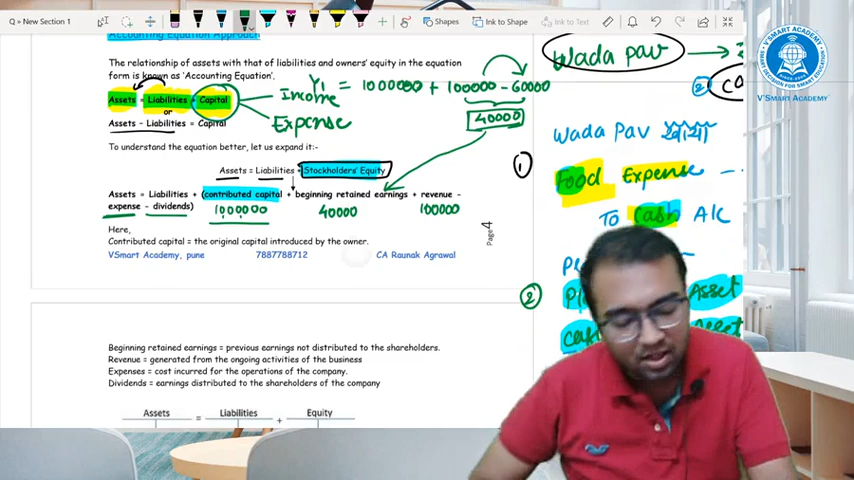 Q » New Section 1
Shapes
Ink to Shape
Ink to Text
Accounting Equation Approach
The relationship of assets with that of liabilities and owners' equity in the equation
form is known as 'Accounting Equation'.
Assets = Liabilities + Capital
or
Assets – Liabilities = Capital
Income
Expense
Y1 = 1000000 + 100000 - 60000
40000
To understand the equation better, let us expand it:-
Assets = Liabilities + Stockholders' Equity
Assets = Liabilities + (contributed capital + beginning retained earnings + revenue –
expense – dividends)
1000000
40000
100000
Here,
Contributed capital = the original capital introduced by the owner.
VSmart Academy, pune 7887788712 CA Raunak Agrawal
Page 4
Beginning retained earnings = previous earnings not distributed to the shareholders.
Revenue = generated from the ongoing activities of the business
Expenses = cost incurred for the operations of the company.
Dividends = earnings distributed to the shareholders of the company
Assets = Liabilities + Equity
Wada pav
2
Wada Pav खाया
1
Food Expense
To Cash A/c
2
Asset
Asset
V'SMART ACADEMY
V'SMART ACADEMY